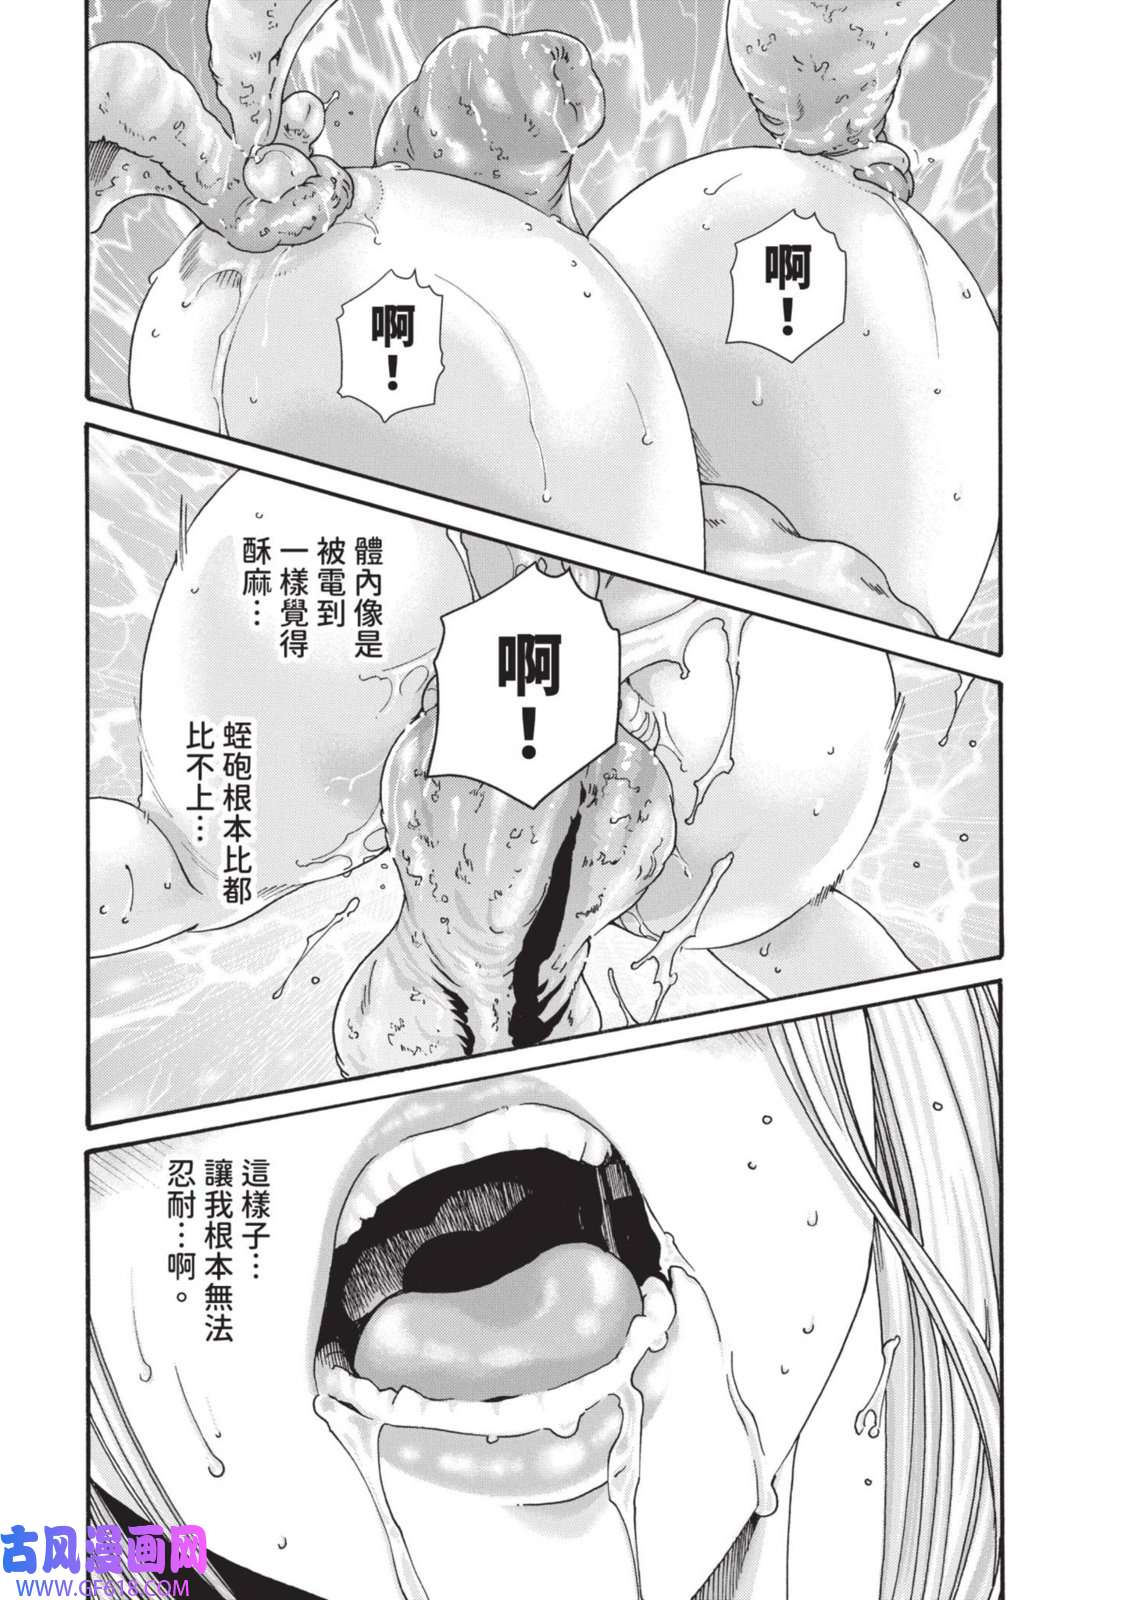 啊！
啊！
啊！
體內像是
被電到
一樣覺得
酥麻…
蛭砲根本比都
比不上…
這樣子…
讓我根本無法
忍耐…啊。
古风漫画网
WWW.GF618.COM